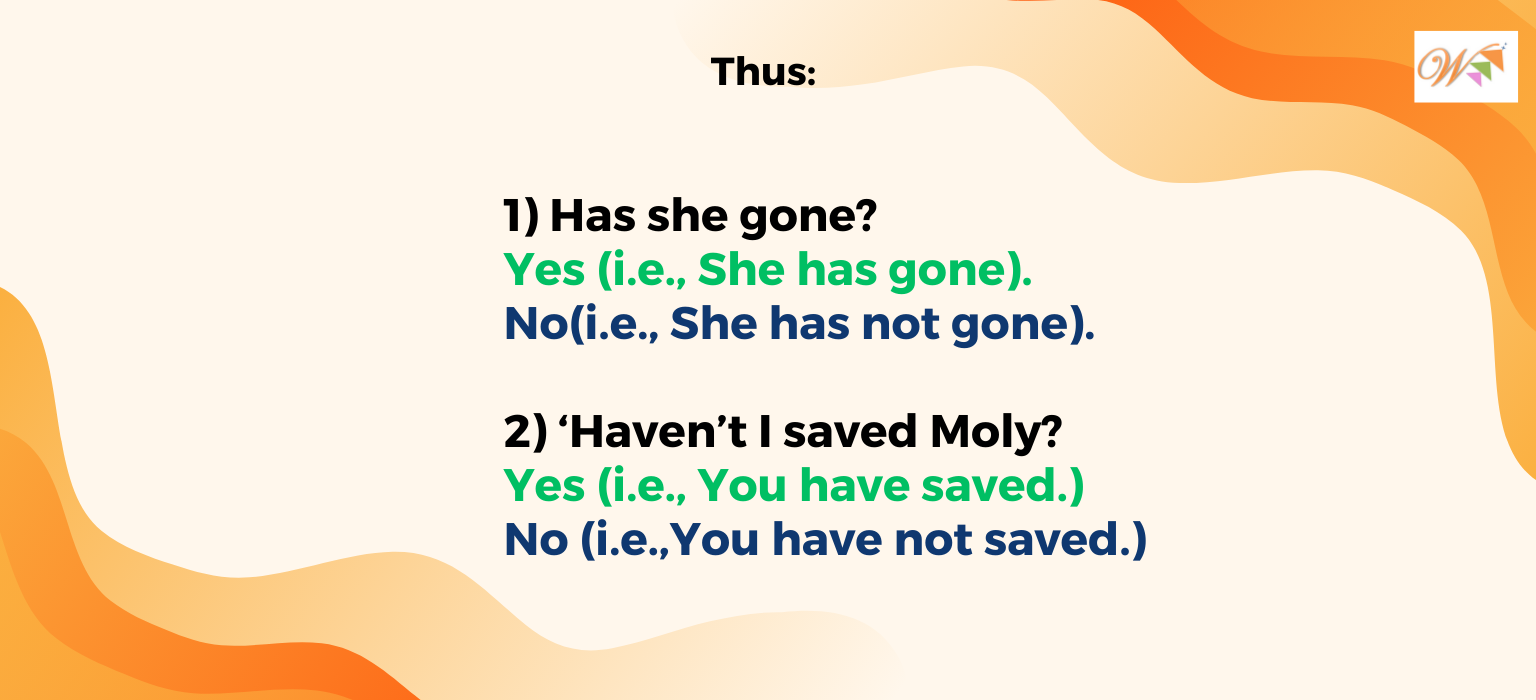 Thus:
W
1) Has she gone?
Yes (i.e., She has gone).
No(i.e., She has not gone).
2) ‘Haven’t I saved Moly?
Yes (i.e., You have saved.)
No (i.e.,You have not saved.)